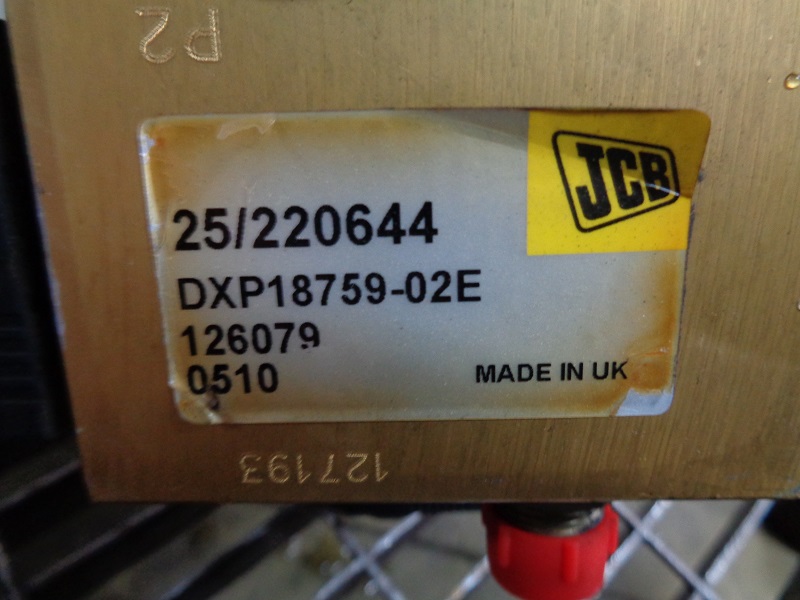 P2
JCB
25/220644
DXP18759-02E
126079
0510
MADE IN UK
127193